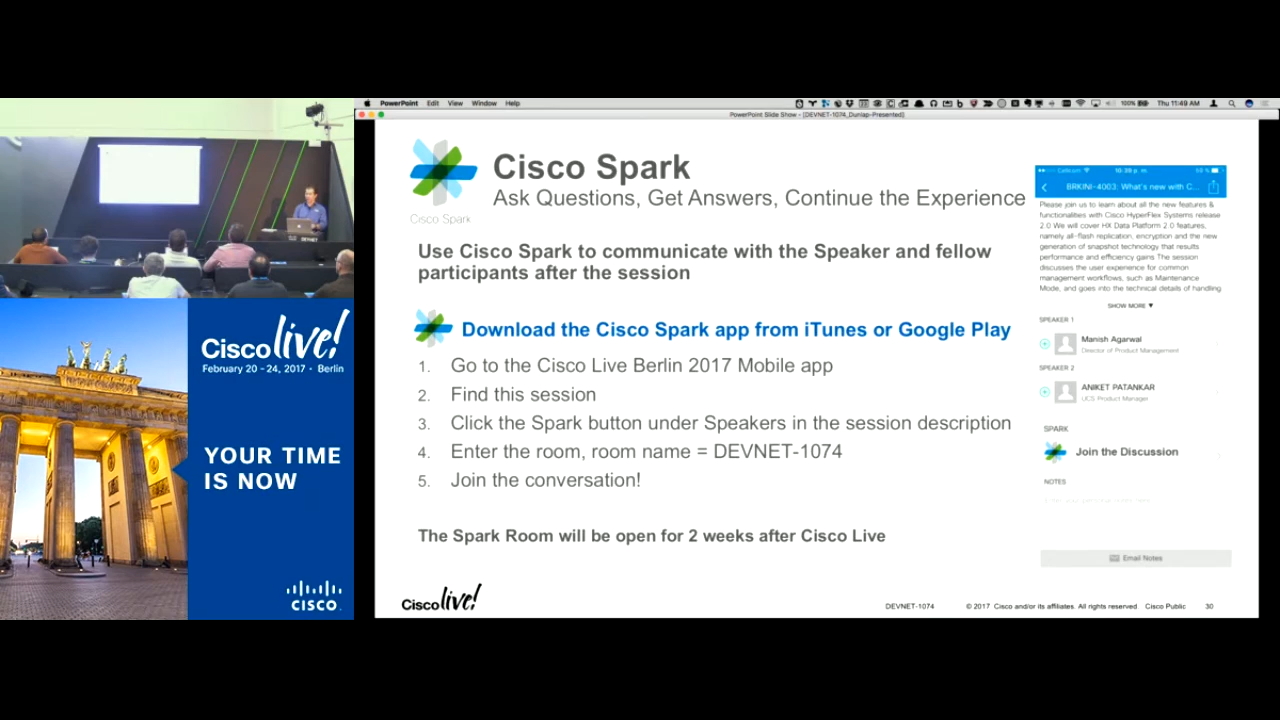 PowerPoint Edit View Window Help
100% Thu 11:49 AM
PowerPoint Slide Show - [DEVNET-1074_Dunlap-Presented]
DEVNET
Cisco live!
February 20 - 24, 2017 · Berlin
YOUR TIME
IS NOW
CISCO
Cisco Spark
Cisco Spark
Ask Questions, Get Answers, Continue the Experience
Use Cisco Spark to communicate with the Speaker and fellow
participants after the session
Download the Cisco Spark app from iTunes or Google Play
1. Go to the Cisco Live Berlin 2017 Mobile app
2. Find this session
3. Click the Spark button under Speakers in the session description
4. Enter the room, room name = DEVNET-1074
5. Join the conversation!
The Spark Room will be open for 2 weeks after Cisco Live
10:39 p. m.
BRKINI-4003: What's new with C...
Please join us to learn about all the new features &
functionalities with Cisco HyperFlex Systems release
2.0 We will cover HX Data Platform 2.0 features,
namely all-flash replication, encryption and the new
generation of snapshot technology that results
performance and efficiency gains. The session
discusses the user experience for common
management workflows, such as Maintenance
Mode, and goes into the technical details of handling
SHOW MORE ▼
SPEAKER 1
Manish Agarwal
Director of Product Management
SPEAKER 2
ANIKET PATANKAR
UCS Product Manager
SPARK
Join the Discussion
NOTES
Email Notes
Cisco live!
DEVNET-1074 © 2017 Cisco and/or its affiliates. All rights reserved. Cisco Public 30